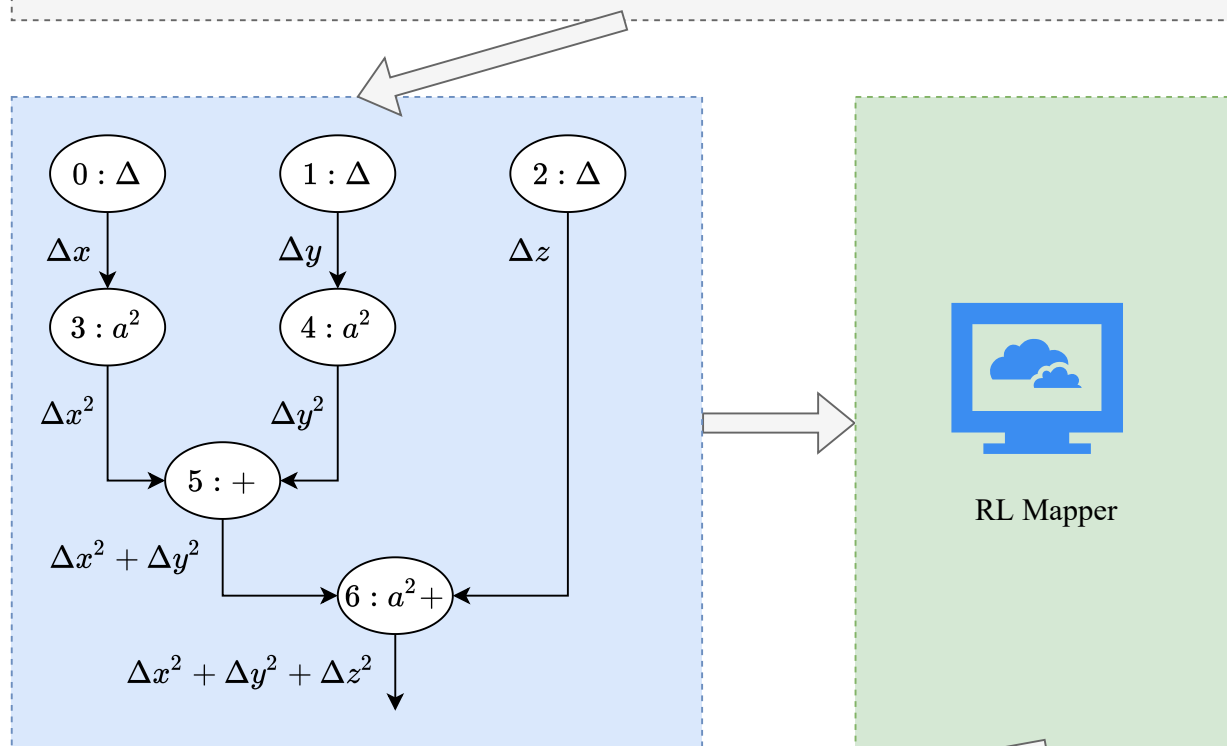 0 : Δ
1 : Δ
2 : Δ
Δx
Δy
Δz
3 : a²
4 : a²
Δx²
Δy²
5 : +
Δx² + Δy²
6 : a²+
Δx² + Δy² + Δz²
RL Mapper